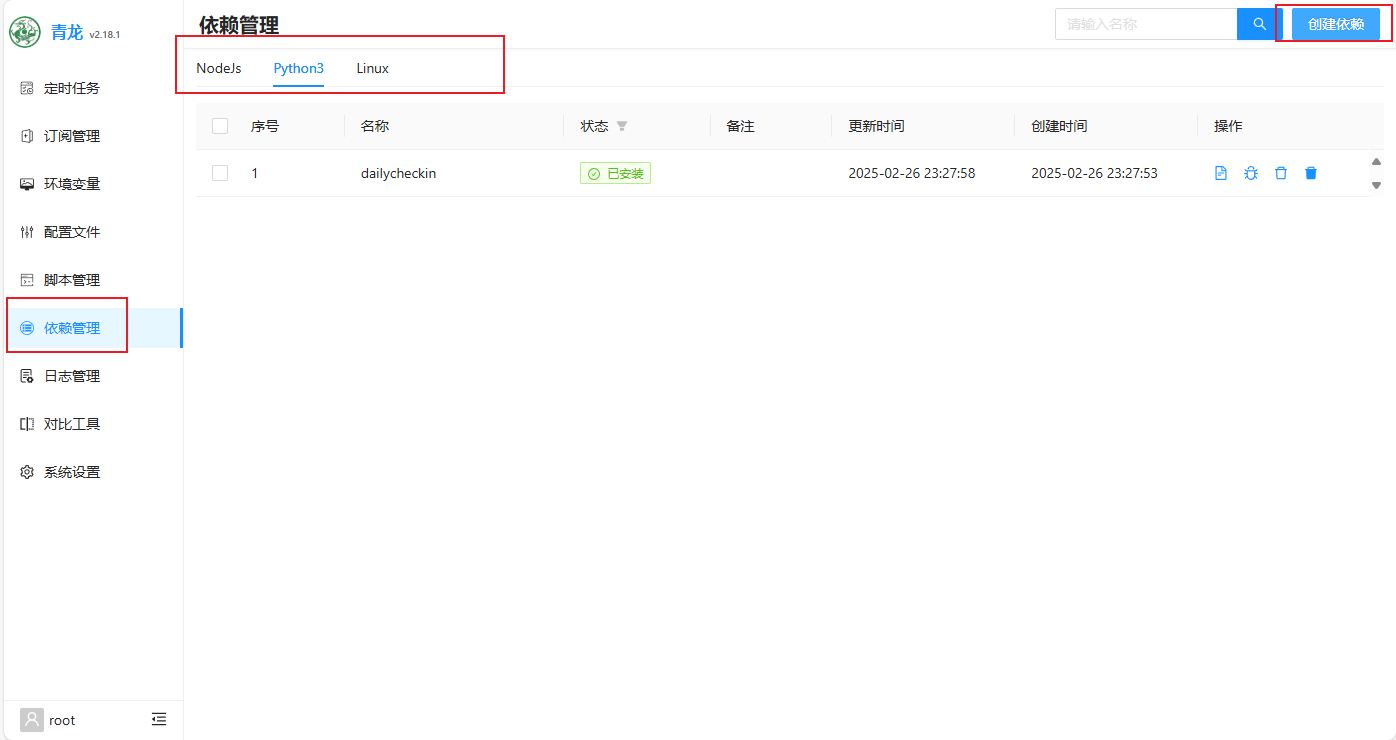 青龙 v2.18.1
定时任务
订阅管理
环境变量
配置文件
脚本管理
依赖管理
日志管理
对比工具
系统设置
root
依赖管理
请输入名称
创建依赖
NodeJs Python3 Linux
序号 名称 状态 备注 更新时间 创建时间 操作
1 dailycheckin 已安装 2025-02-26 23:27:58 2025-02-26 23:27:53